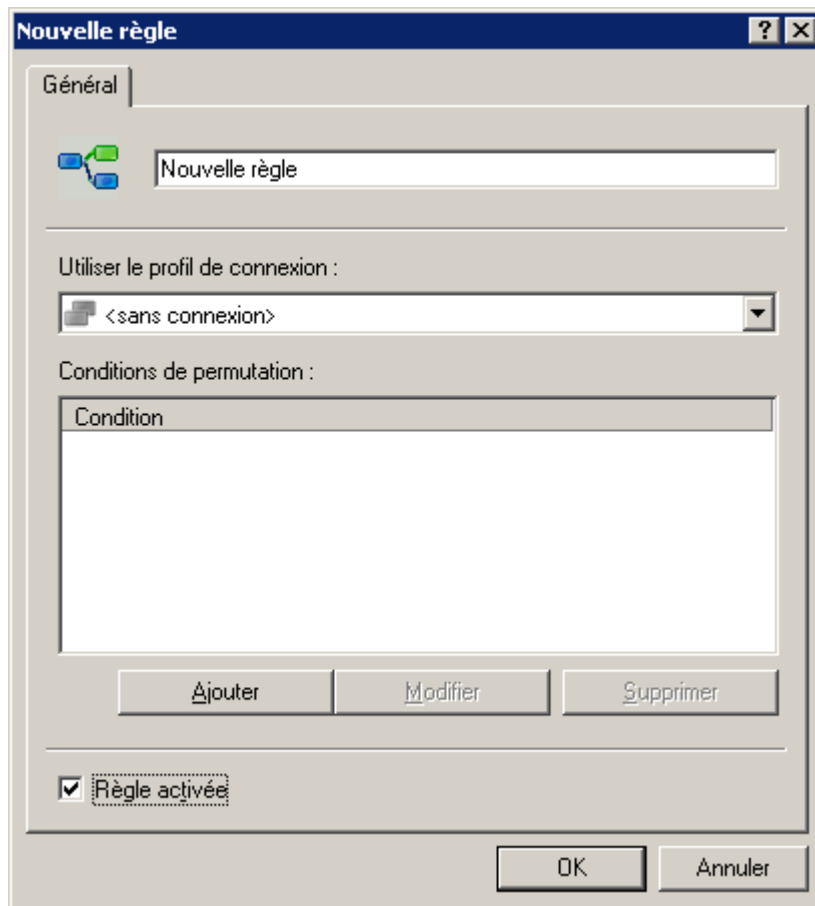 Nouvelle règle
Général
Nouvelle règle
Utiliser le profil de connexion :
<sans connexion>
Conditions de permutation :
Condition
Ajouter Modifier Supprimer
Règle activée
OK Annuler